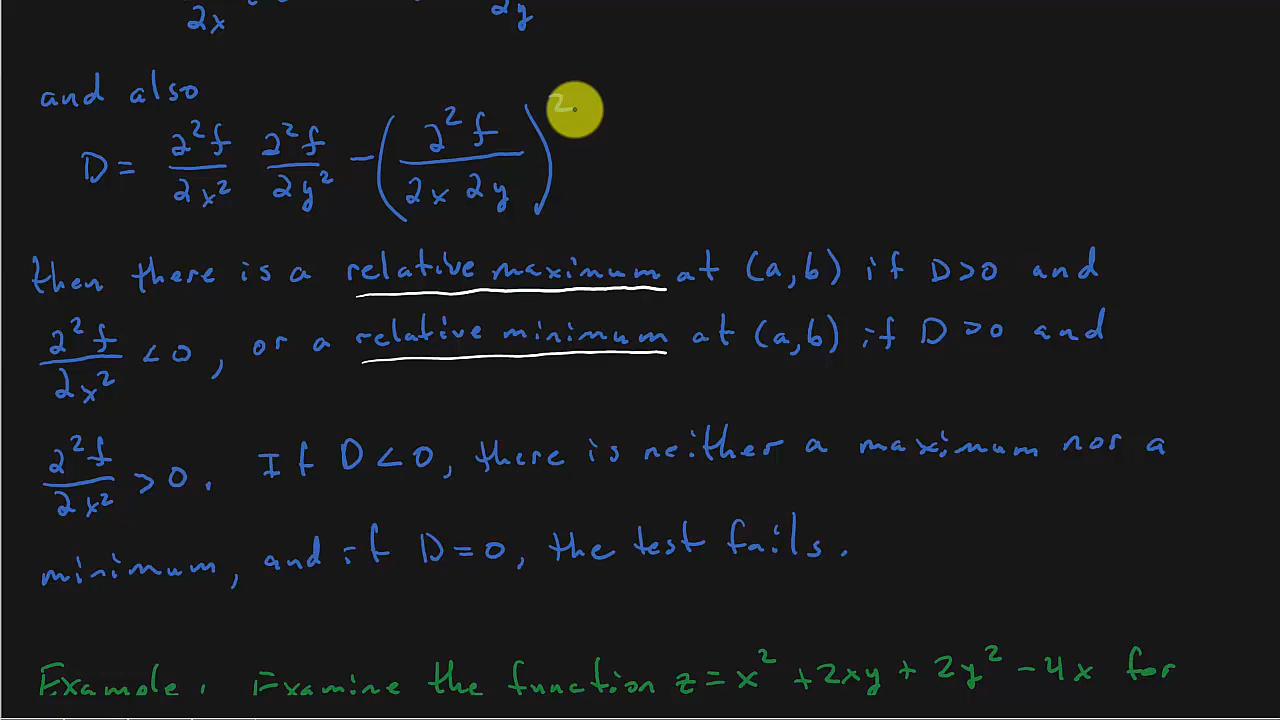 ∂x ∂y
and also
D = ∂²f/∂x² ∂²f/∂y² − (∂²f/∂x ∂y)²
then there is a relative maximum at (a,b) if D>0 and
∂²f/∂x² < 0, or a relative minimum at (a,b) if D>0 and
∂²f/∂x² > 0. If D<0, there is neither a maximum nor a
minimum, and if D=0, the test fails.
Example. Examine the function z = x² + 2xy + 2y² − 4x for